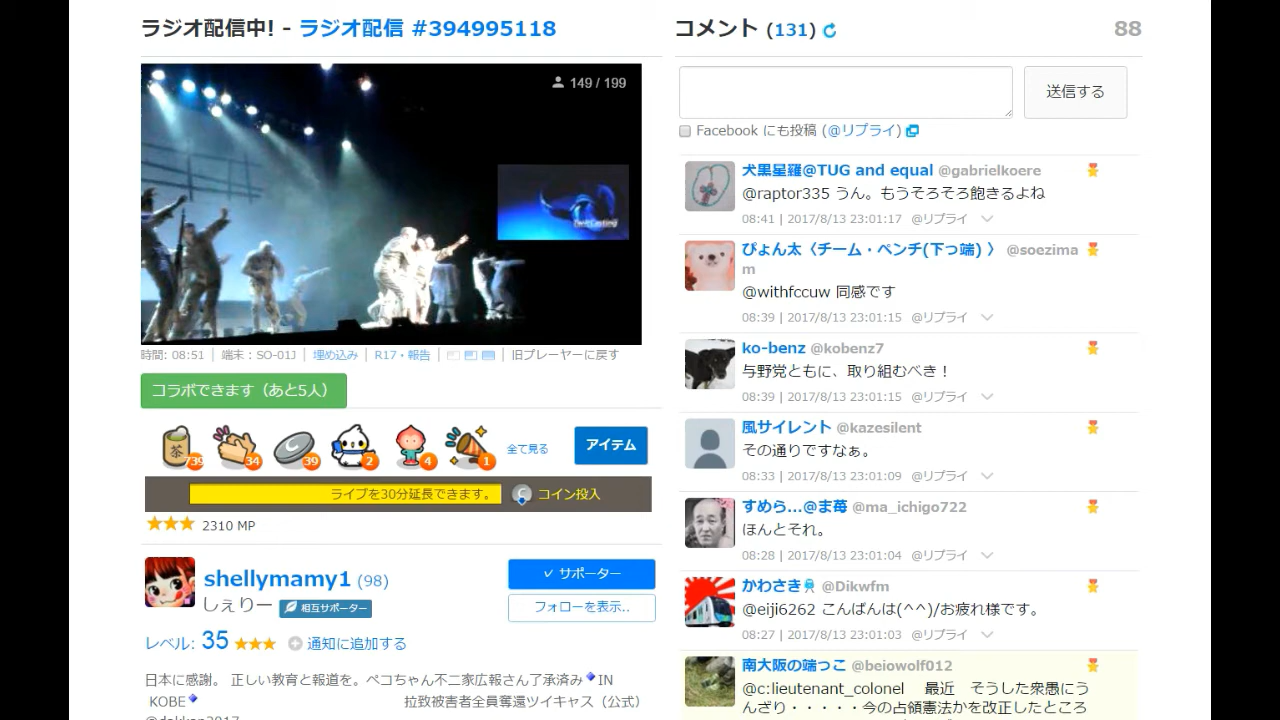 ラジオ配信中! - ラジオ配信 #394995118
149 / 199
TwitCasting
時間: 08:51 | 端末 : SO-01J | 埋め込み | R17・報告 | 旧プレーヤーに戻す
コラボできます（あと5人）
茶
739 34 39 2 4 1
全て見る
アイテム
ライブを30分延長できます。 コイン投入
2310 MP
shellymamy1 (98)
しぇりー 相互サポーター
✓ サポーター
フォローを表示..
レベル: 35
通知に追加する
日本に感謝。 正しい教育と報道を。ペコちゃん不二家広報さん了承済み🔹IN
KOBE🔹 拉致被害者全員奪還ツイキャス（公式）
コメント (131) 88
送信する
Facebook にも投稿 (@リプライ)
犬黒星羅@TUG and equal @gabrielkoere
@raptor335 うん。もうそろそろ飽きるよね
08:41 | 2017/8/13 23:01:17 @リプライ
ぴょん太〈チーム・ペンチ(下っ端) 〉 @soezima
m
@withfccuw 同感です
08:39 | 2017/8/13 23:01:15 @リプライ
ko-benz @kobenz7
与野党ともに、取り組むべき！
08:39 | 2017/8/13 23:01:15 @リプライ
風サイレント @kazesilent
その通りですなぁ。
08:33 | 2017/8/13 23:01:09 @リプライ
すめら...@ま苺 @ma_ichigo722
ほんとそれ。
08:28 | 2017/8/13 23:01:04 @リプライ
かわさき🚆 @Dikwfm
@eiji6262 こんばんは(^^)/お疲れ様です。
08:27 | 2017/8/13 23:01:03 @リプライ
南大阪の端っこ @beiowolf012
@c:lieutenant_colonel 最近 そうした衆愚にう
んざり・・・・・今の占領憲法かを改正したところ